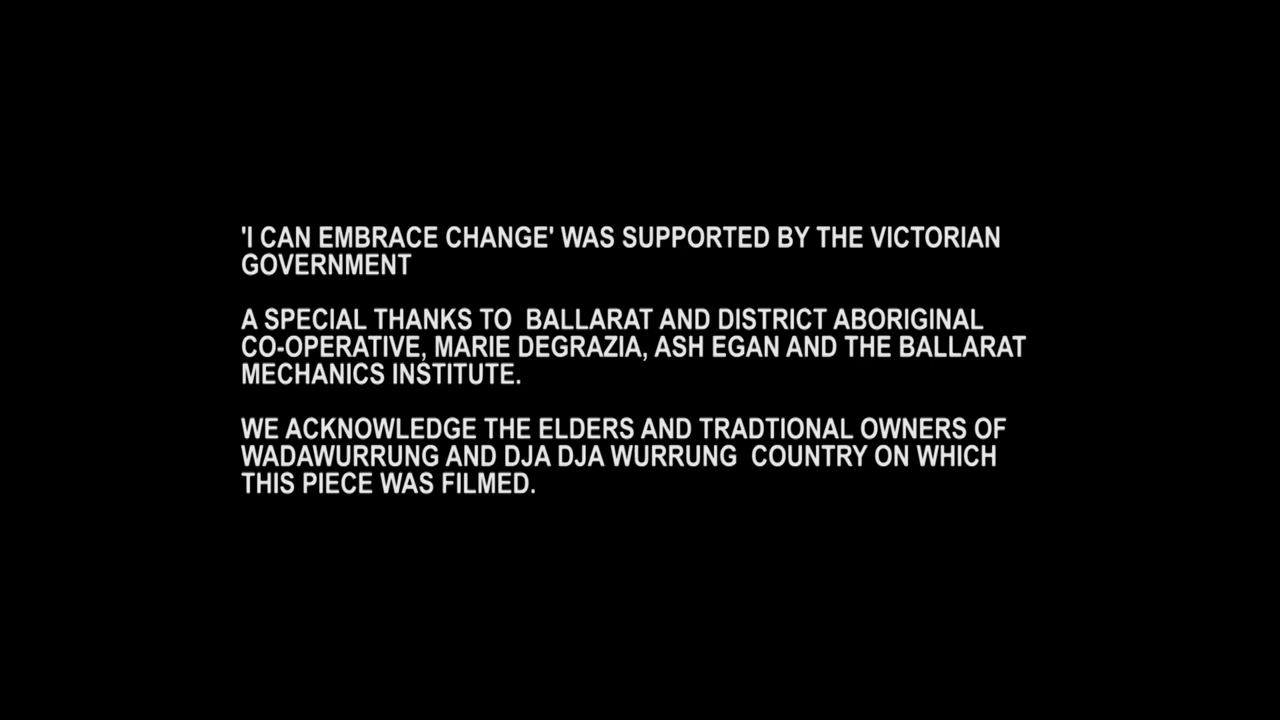 'I CAN EMBRACE CHANGE' WAS SUPPORTED BY THE VICTORIAN
GOVERNMENT
A SPECIAL THANKS TO  BALLARAT AND DISTRICT ABORIGINAL
CO-OPERATIVE, MARIE DEGRAZIA, ASH EGAN AND THE BALLARAT
MECHANICS INSTITUTE.
WE ACKNOWLEDGE THE ELDERS AND TRADTIONAL OWNERS OF
WADAWURRUNG AND DJA DJA WURRUNG  COUNTRY ON WHICH
THIS PIECE WAS FILMED.